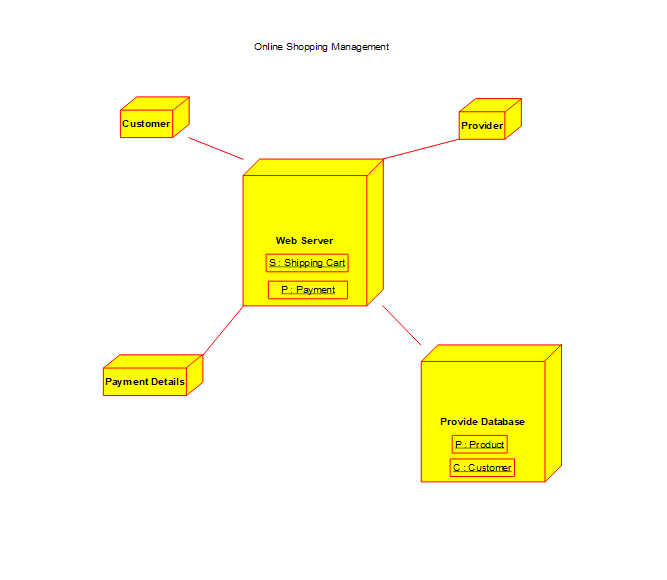 Online Shopping Management
Customer
Provider
Web Server
S : Shipping Cart
P : Payment
Payment Details
Provide Database
P : Product
C : Customer